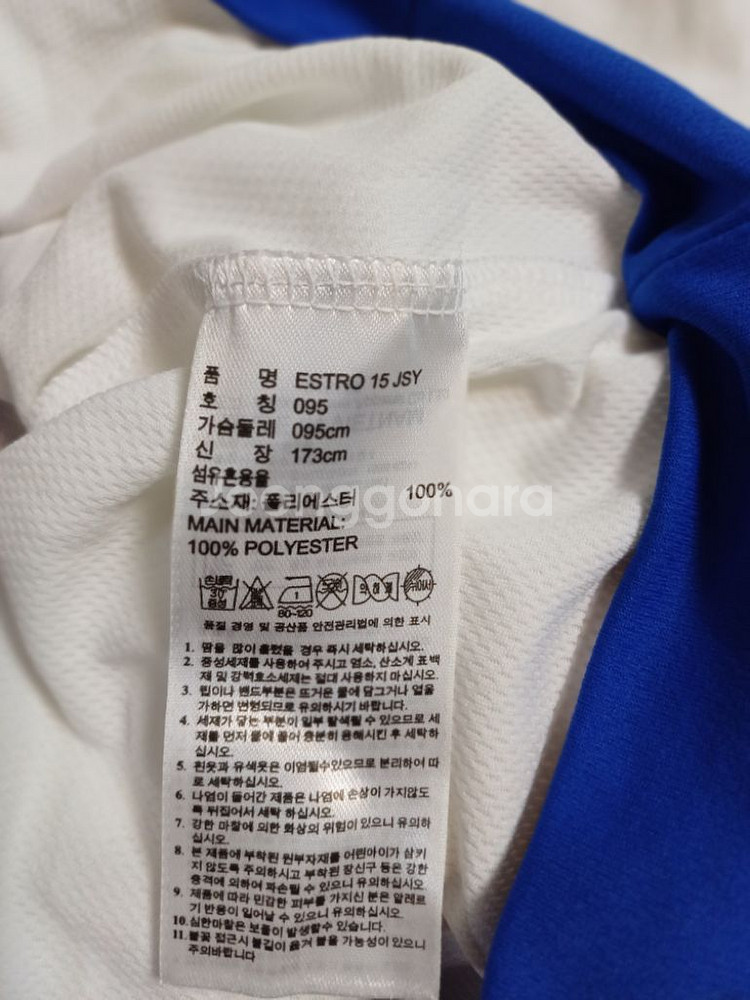 품 명 ESTRO 15 JSY
호 칭 095
가슴둘레 095cm
신 장 173cm
섬유혼용율
주소재: 폴리에스터 100%
MAIN MATERIAL:
100% POLYESTER
손세탁 30 중성 1 80-120 드라이
품질 경영 및 공산품 안전관리법에 의한 표시
1. 땀을 많이 흘렸을 경우 즉시 세탁하십시오.
2. 중성세제를 사용하여 주시고 염소, 산소계 표백
제 및 강력효소세제는 절대 사용하지 마십시오.
3. 립이나 밴드부분은 뜨거운 물에 담그거나 열을
가하면 변형되므로 유의하시기 바랍니다.
4. 세제가 닿는 부분이 일부 탈색될 수 있으므로 세
제를 먼저 물에 풀어 충분히 용해시킨 후 세탁하
십시오.
5. 흰옷과 유색옷은 이염될수있으므로 분리하여 따
로 세탁하십시오.
6. 나염이 들어간 제품은 나염에 손상이 가지않도
록 뒤집어서 세탁하십시오.
7. 강한 마찰에 의한 화상의 위험이 있으니 유의하
십시오.
8. 본 제품에 부착된 원부자재를 어린아이가 삼키
지 않도록 주의하시고 부착된 장신구 등은 강한
충격에 의하여 파손될 수 있으니 유의하십시오.
9. 제품에 따라 민감한 피부를 가지신 분은 알레르
기 반응이 일어날 수 있으니 유의하십시오.
10.심한마찰은 보풀이 발생할수 있습니다.
11.불꽃 접근시 불길이 옮겨 붙을 가능성이 있으니
주의바랍니다